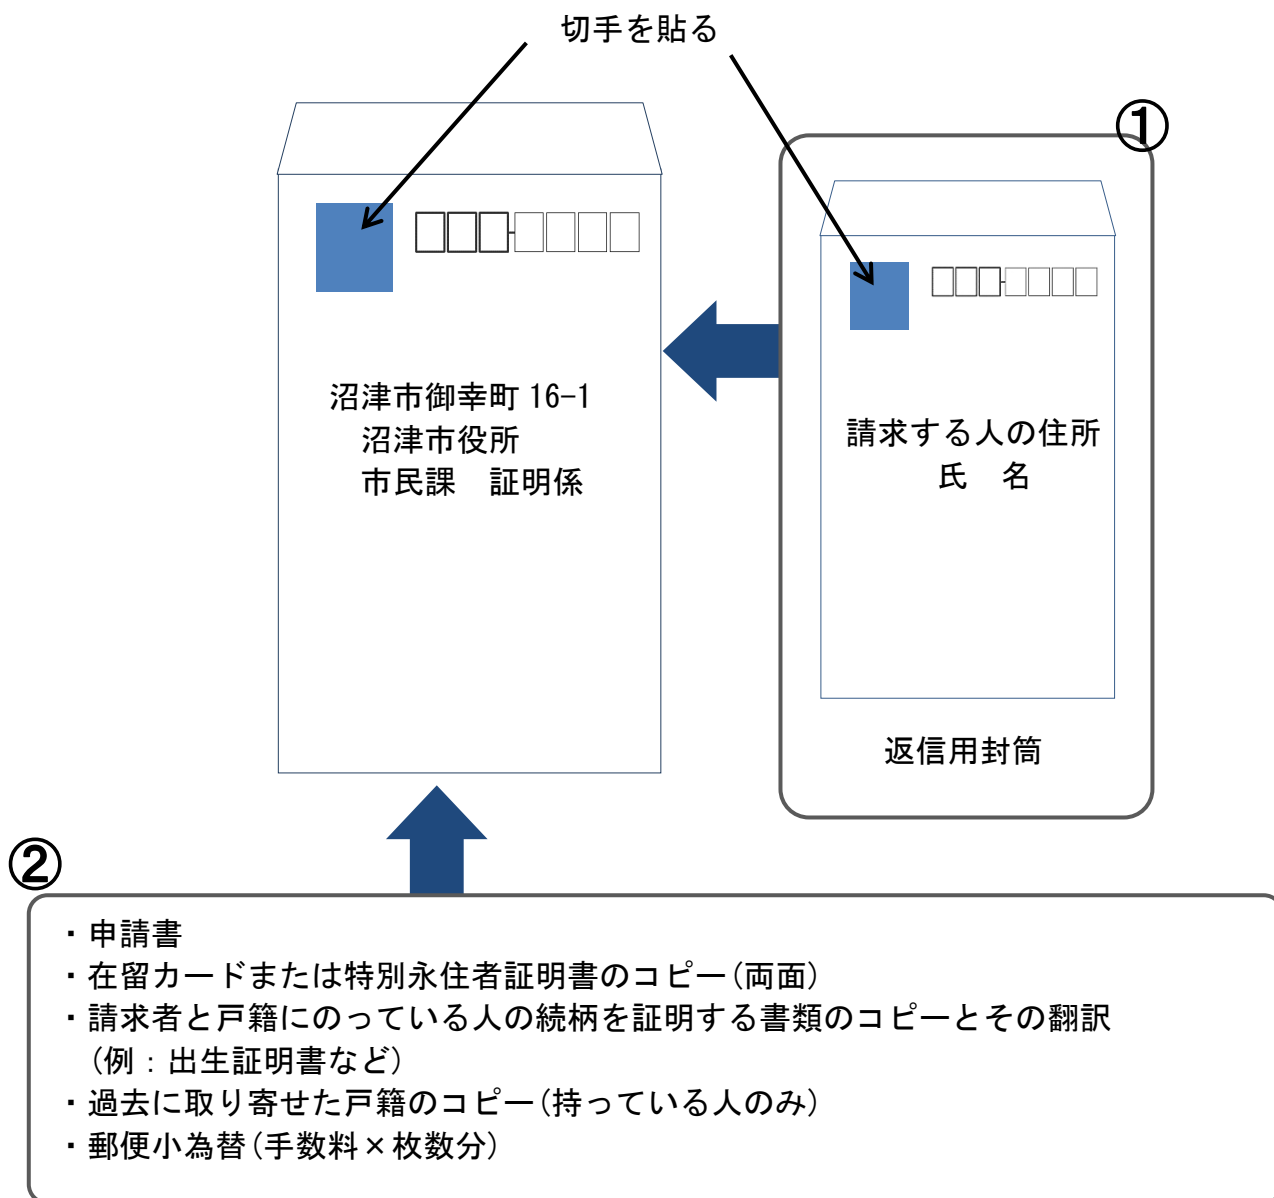 切手を貼る
①
沼津市御幸町 16-1
沼津市役所
市民課　証明係
請求する人の住所
氏　名
返信用封筒
②
・申請書
・在留カードまたは特別永住者証明書のコピー(両面)
・請求者と戸籍にのっている人の続柄を証明する書類のコピーとその翻訳
(例：出生証明書など)
・過去に取り寄せた戸籍のコピー(持っている人のみ)
・郵便小為替(手数料×枚数分)